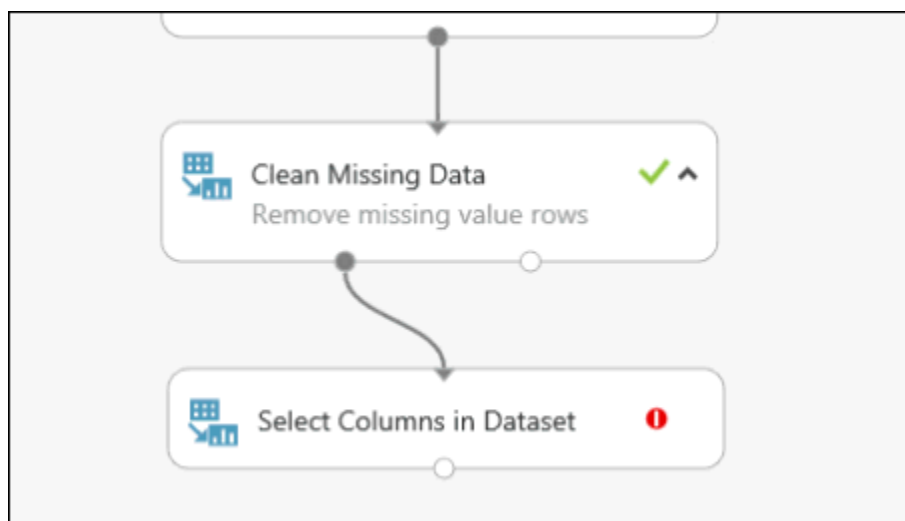 Clean Missing Data
Remove missing value rows
Select Columns in Dataset